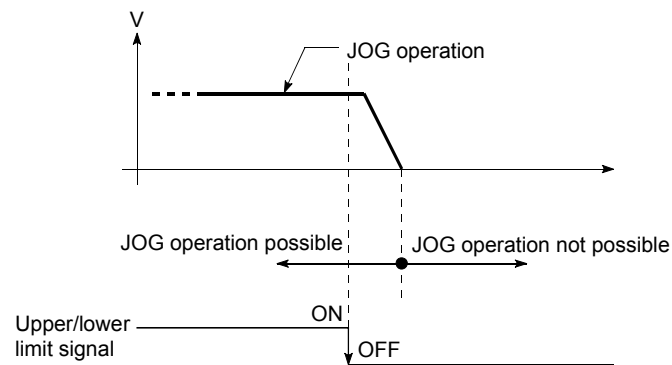 V
JOG operation
JOG operation possible
JOG operation not possible
ON
Upper/lower
limit signal
OFF